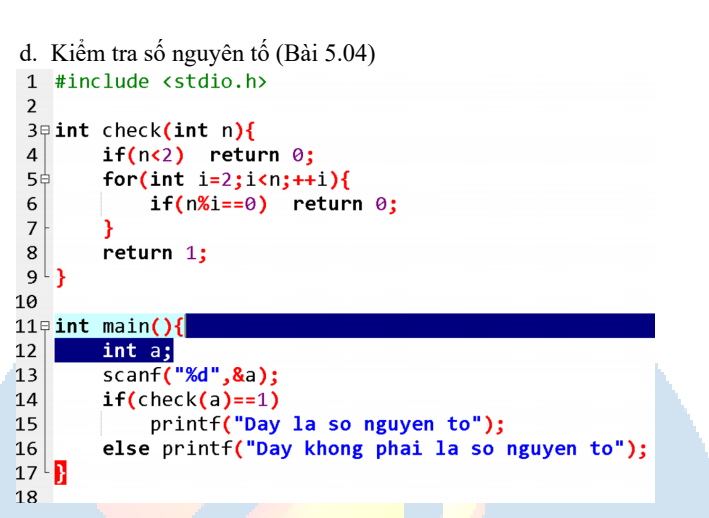 d. Kiểm tra số nguyên tố (Bài 5.04)
1 #include <stdio.h>
2
3 int check(int n){
4 if(n<2)  return 0;
5 for(int i=2;i<n;++i){
6 if(n%i==0)  return 0;
7 }
8 return 1;
9 }
10
11 int main(){
12 int a;
13 scanf("%d",&a);
14 if(check(a)==1)
15 printf("Day la so nguyen to");
16 else printf("Day khong phai la so nguyen to");
17 }
18